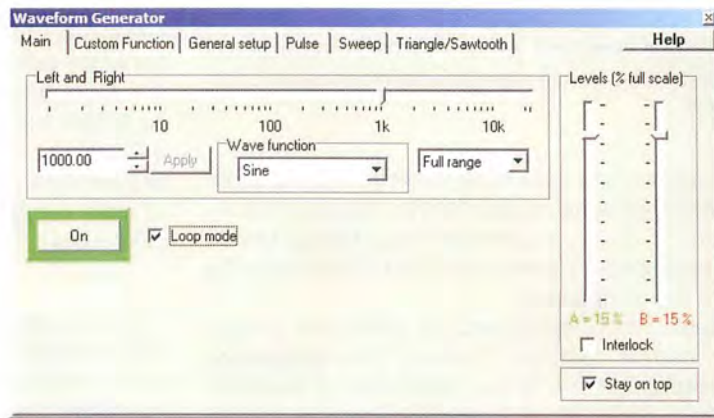 Waveform Generator
Main
Custom Function
General setup
Pulse
Sweep
Triangle/Sawtooth
Help
Left and Right
10
100
1k
10k
1000.00
Apply
Wave function
Sine
Full range
On
Loop mode
Levels (% full scale)
A = 15 %
B = 15 %
Interlock
Stay on top